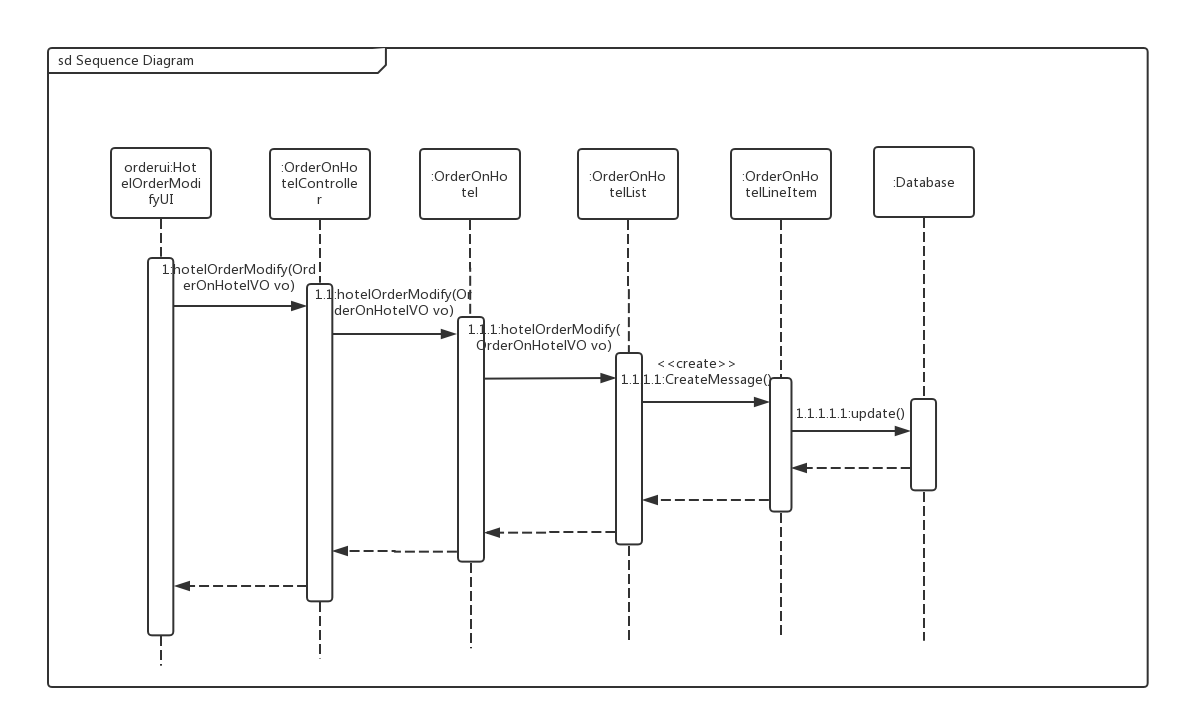 sd Sequence Diagram
orderui:Hot
elOrderModi
fyUI
:OrderOnHo
telControlle
r
:OrderOnHo
tel
:OrderOnHo
telList
:OrderOnHo
telLineItem
:Database
1:hotelOrderModify(Ord
erOnHotelVO vo)
1.1:hotelOrderModify(Or
derOnHotelVO vo)
1.1.1:hotelOrderModify(
OrderOnHotelVO vo)
<<create>>
1.1.1.1:CreateMessage()
1.1.1.1.1:update()